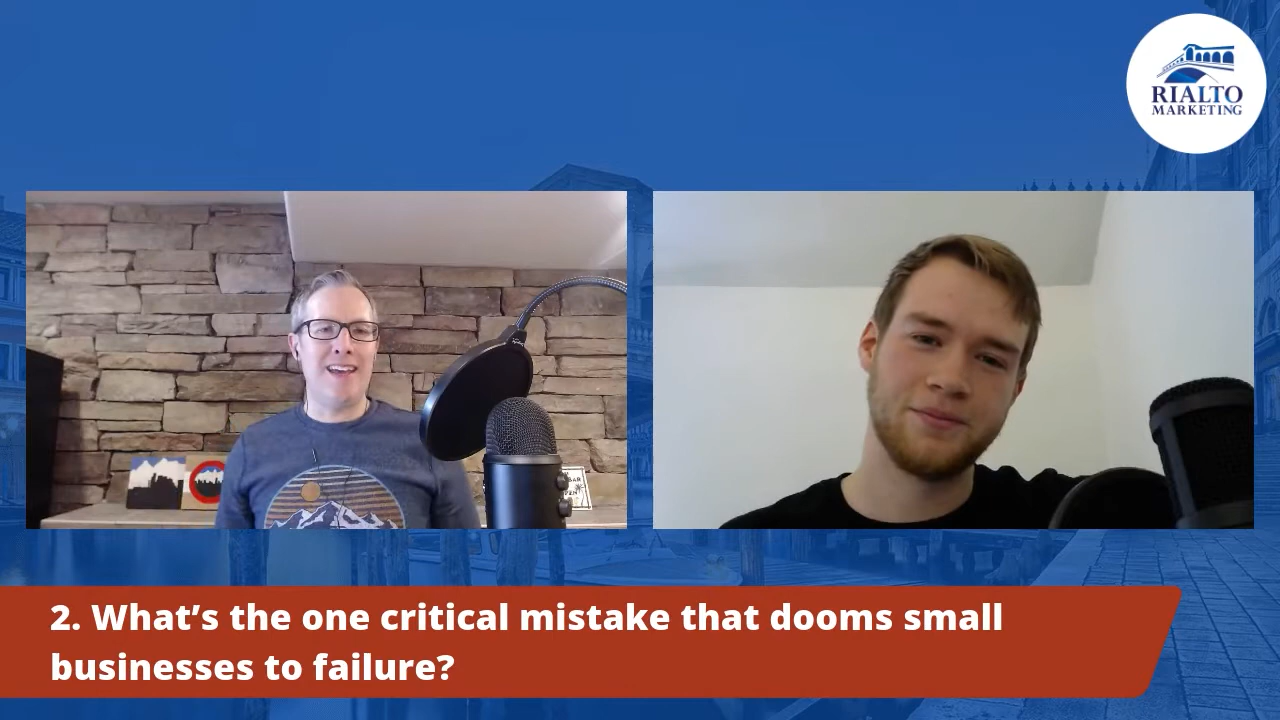 RIALTO
MARKETING
2. What's the one critical mistake that dooms small
businesses to failure?